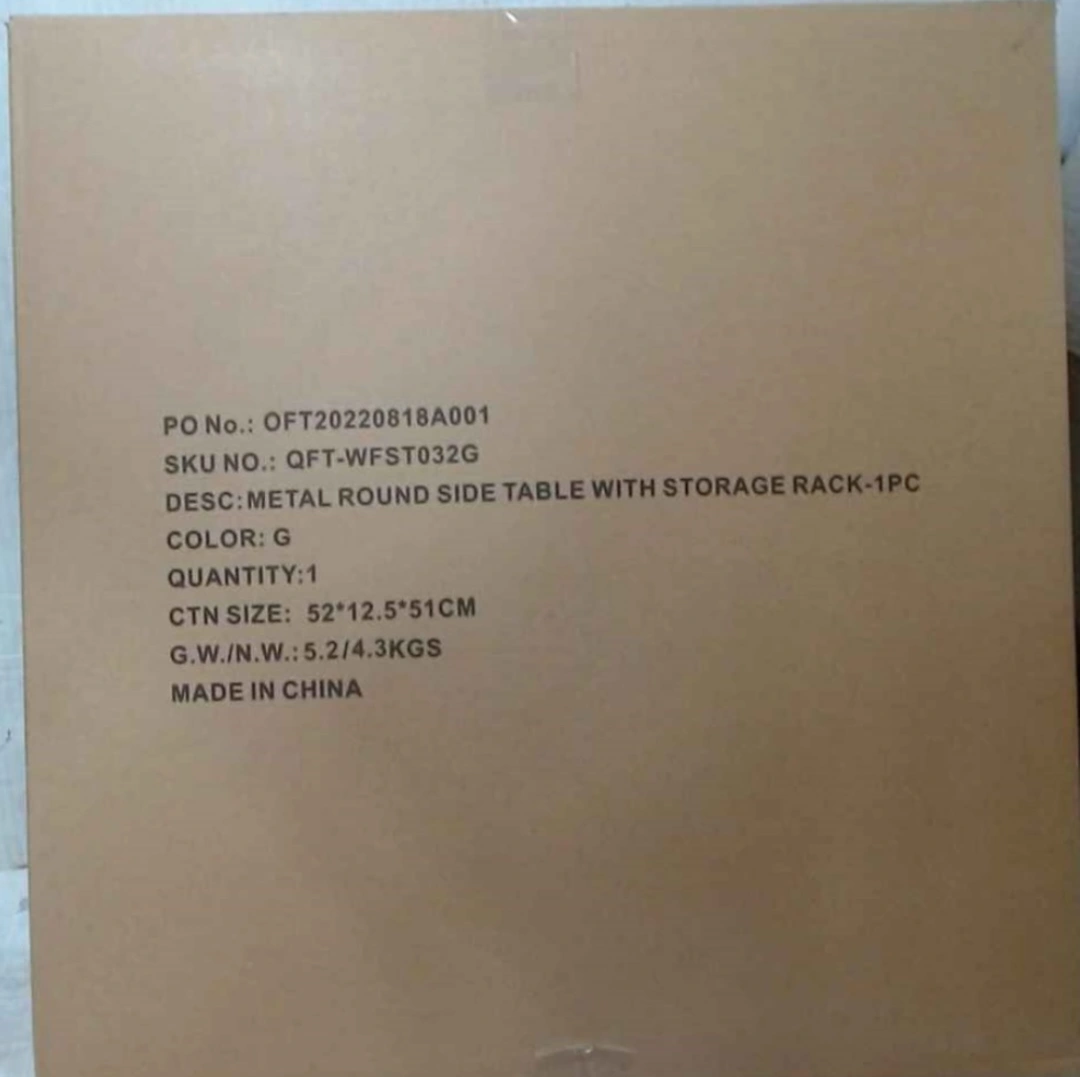 PO No.: OFT20220818A001
SKU NO.: QFT-WFST032G
DESC:METAL ROUND SIDE TABLE WITH STORAGE RACK-1PC
COLOR: G
QUANTITY:1
CTN SIZE: 52*12.5*51CM
G.W./N.W.:5.2/4.3KGS
MADE IN CHINA